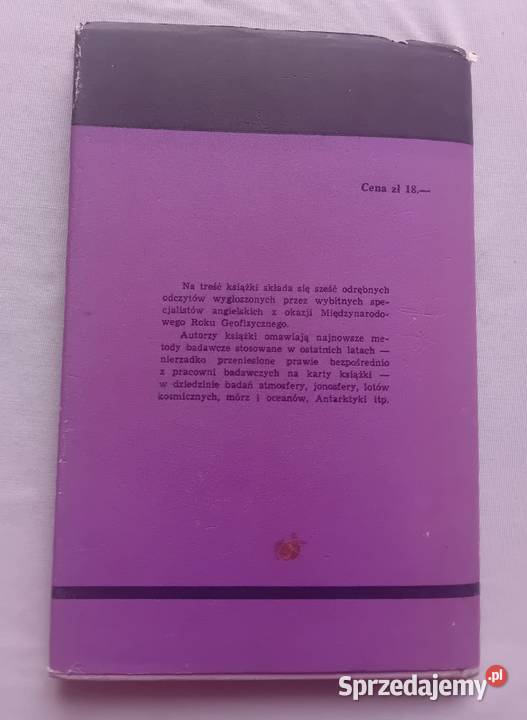 Cena zł 18.—
Na treść książki składa się sześć odrębnych
odczytów wygłoszonych przez wybitnych spe-
cjalistów angielskich z okazji Międzynarodo-
wego Roku Geofizycznego.
Autorzy książki omawiają najnowsze me-
tody badawcze stosowane w ostatnich latach —
nierzadko przeniesione prawie bezpośrednio
z pracowni badawczych na karty książki —
w dziedzinie badań atmosfery, jonosfery, lotów
kosmicznych, mórz i oceanów, Antarktyki itp.
Sprzedajemy.pl